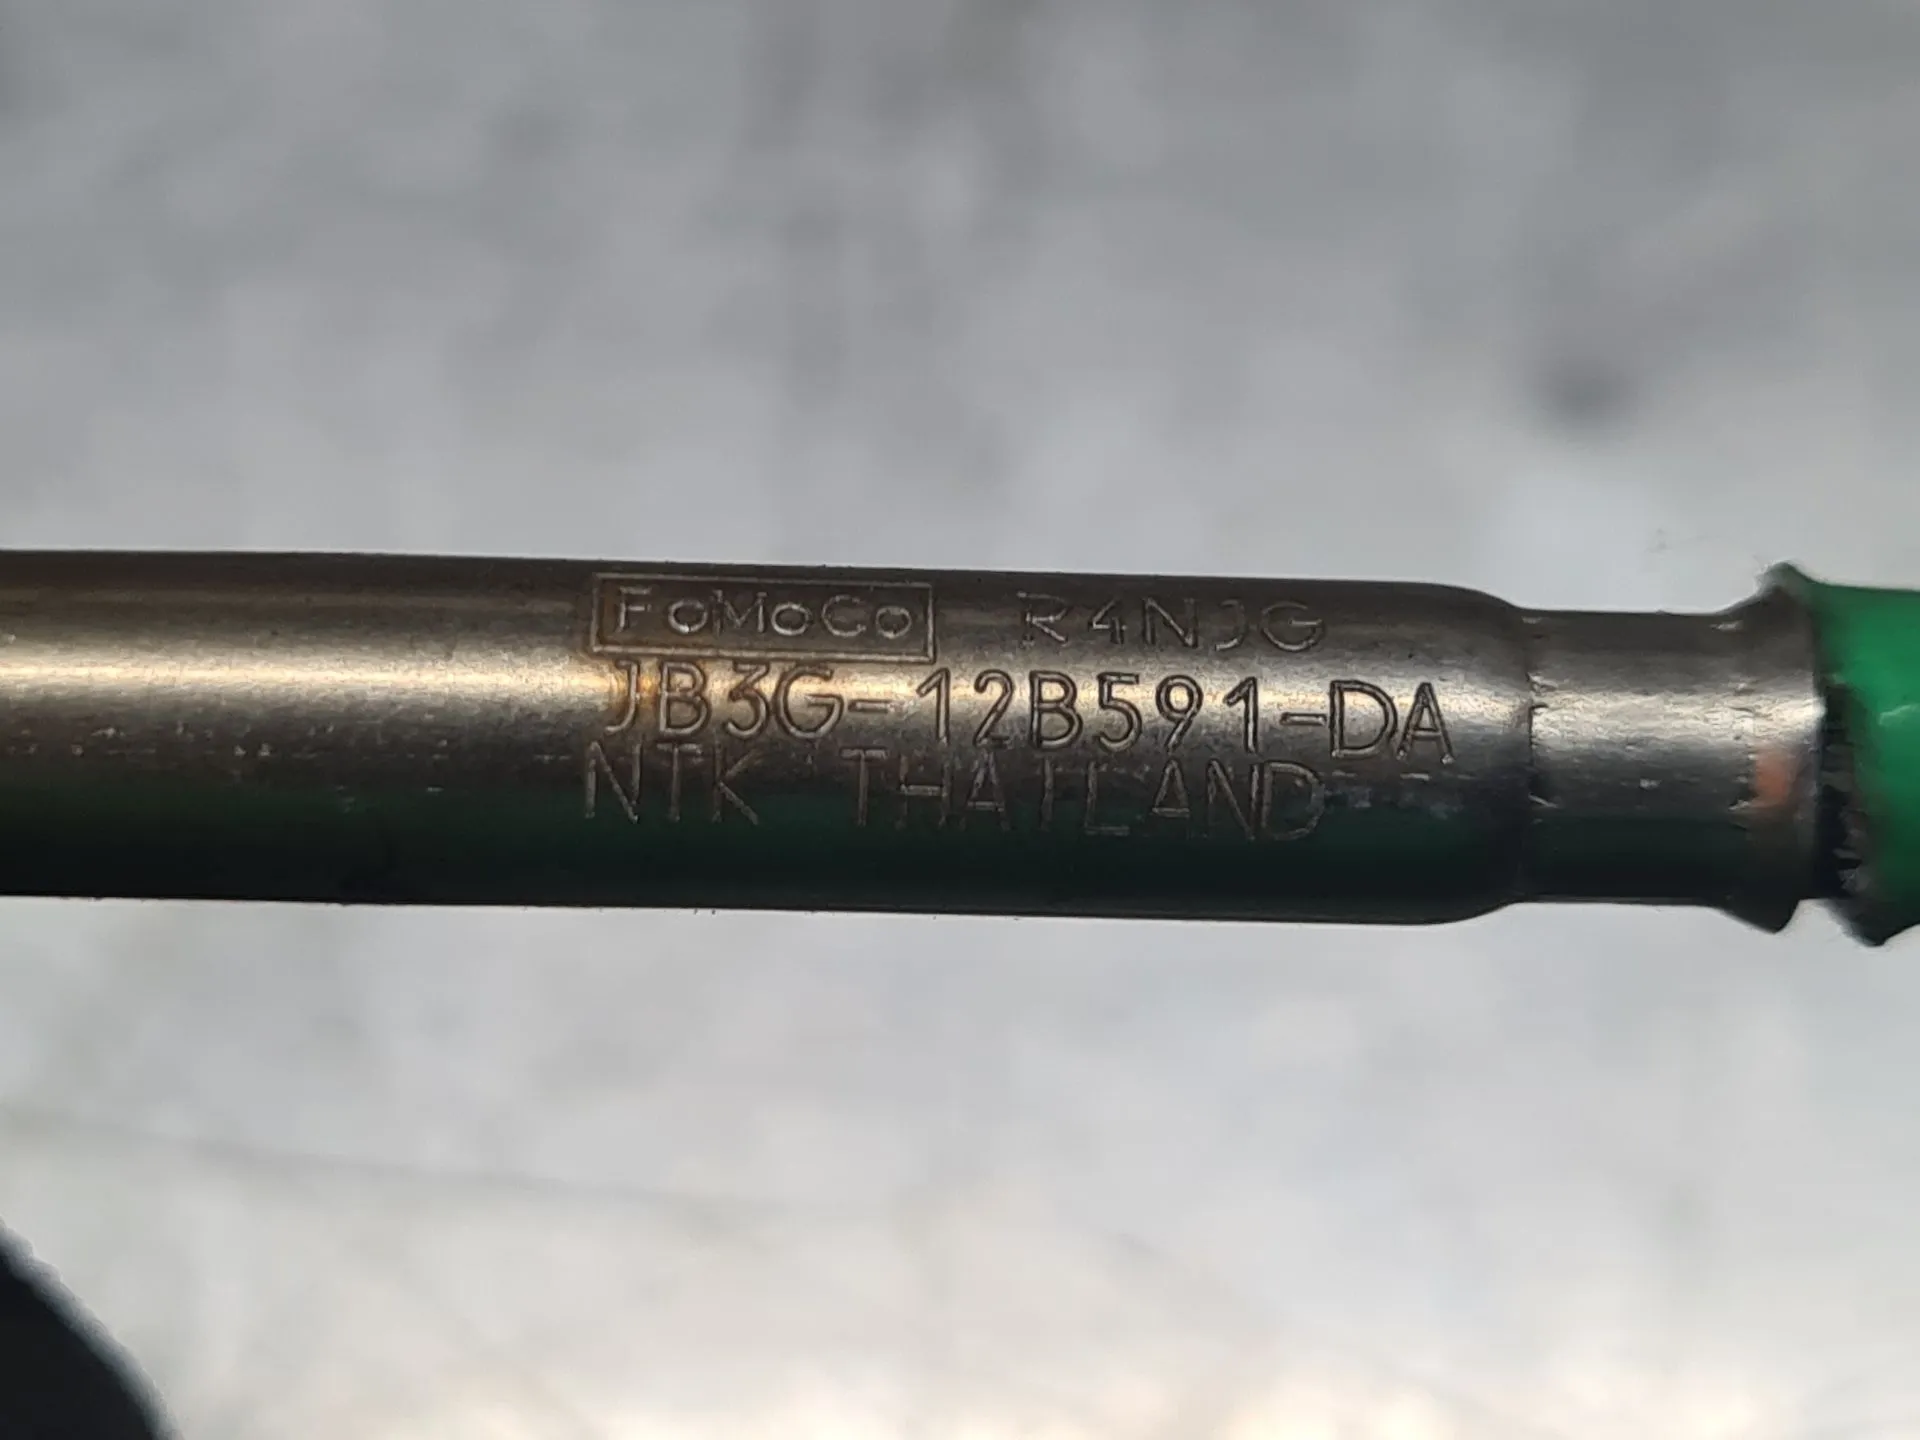 FoMoCo R4NJG
JB3G-12B591-DA
NTK THAILAND